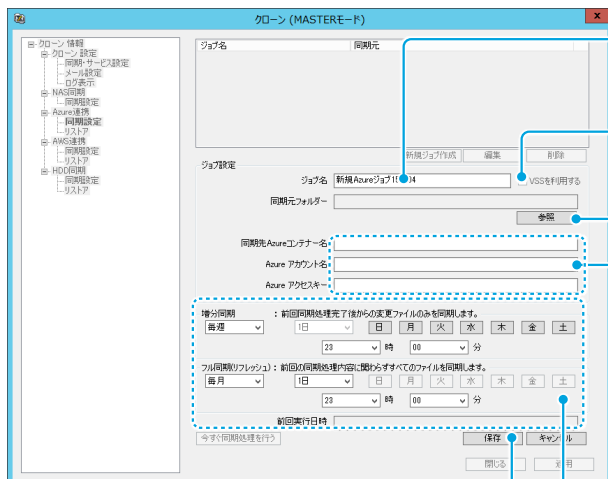 クローン (MASTERモード)
クローン 情報
クローン 設定
同期・サービス設定
メール設定
ログ表示
NAS同期
同期設定
Azure連携
同期設定
リストア
AWS連携
同期設定
リストア
HDD同期
同期設定
リストア
ジョブ名 同期元
新規ジョブ作成 編集 削除
ジョブ設定
ジョブ名 新規Azureジョブ15 04 VSSを利用する
同期元フォルダー
参照
同期先Azureコンテナー名
Azure アカウント名
Azure アクセスキー
増分同期 : 前回同期処理完了後からの変更ファイルのみを同期します。
毎週 1日 日 月 火 水 木 金 土
23 時 00 分
フル同期(リフレッシュ) : 前回の同期処理内容に関わらずすべてのファイルを同期します。
毎月 1日 日 月 火 水 木 金 土
23 時 00 分
前回実行日時
今すぐ同期処理を行う 保存 キャンセル
閉じる 適用